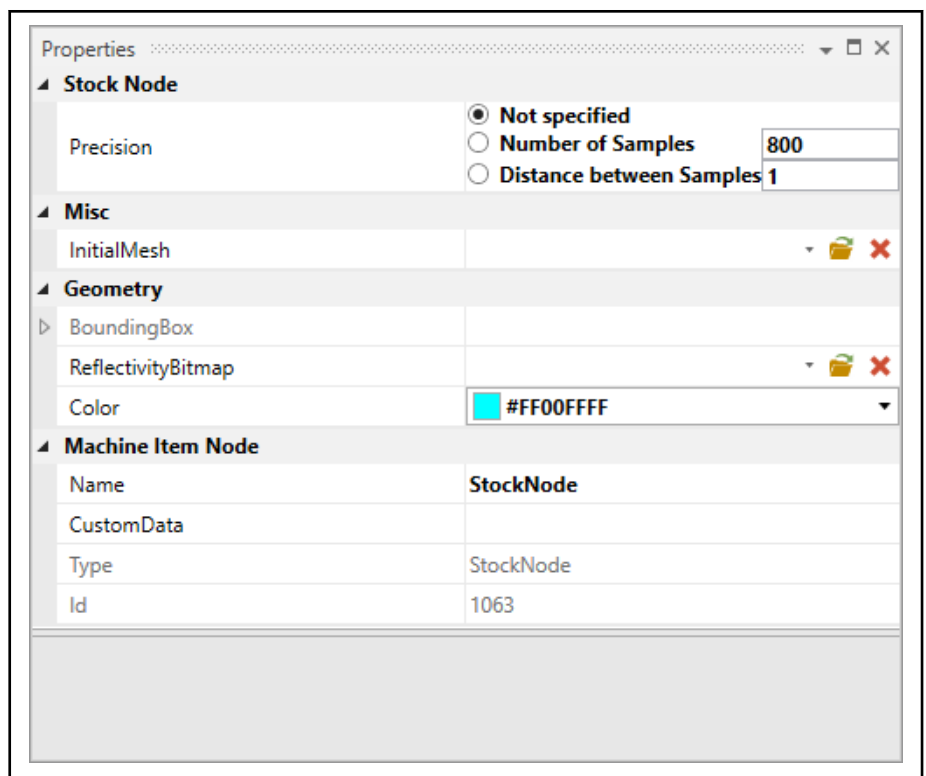 Properties
Stock Node
Precision
Not specified
Number of Samples 800
Distance between Samples 1
Misc
InitialMesh
Geometry
BoundingBox
ReflectivityBitmap
Color #FF00FFFF
Machine Item Node
Name StockNode
CustomData
Type StockNode
Id 1063